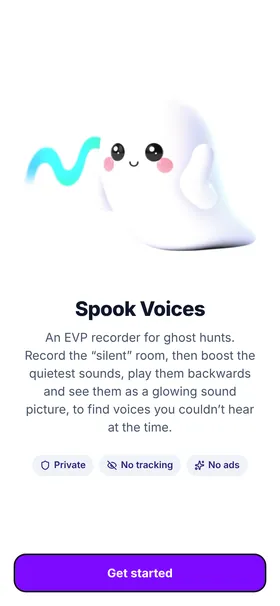 Spook Voices
An EVP recorder for ghost hunts.
Record the “silent” room, then boost the
quietest sounds, play them backwards
and see them as a glowing sound
picture, to find voices you couldn’t hear
at the time.
Private No tracking No ads
Get started